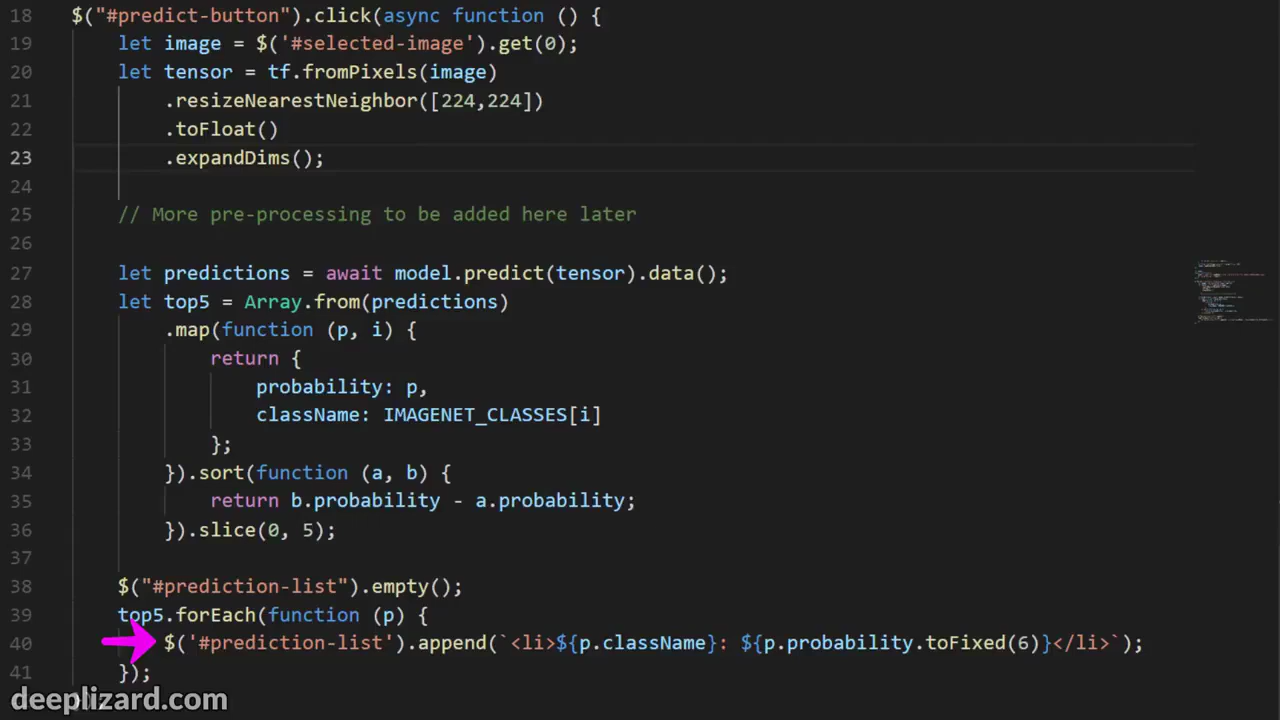 18 $("#predict-button").click(async function () {
19 let image = $('#selected-image').get(0);
20 let tensor = tf.fromPixels(image)
21 .resizeNearestNeighbor([224,224])
22 .toFloat()
23 .expandDims();
24
25 // More pre-processing to be added here later
26
27 let predictions = await model.predict(tensor).data();
28 let top5 = Array.from(predictions)
29 .map(function (p, i) {
30 return {
31 probability: p,
32 className: IMAGENET_CLASSES[i]
33 };
34 }).sort(function (a, b) {
35 return b.probability - a.probability;
36 }).slice(0, 5);
37
38 $("#prediction-list").empty();
39 top5.forEach(function (p) {
40 $('#prediction-list').append(`<li>${p.className}: ${p.probability.toFixed(6)}</li>`);
41 });
deeplizard.com